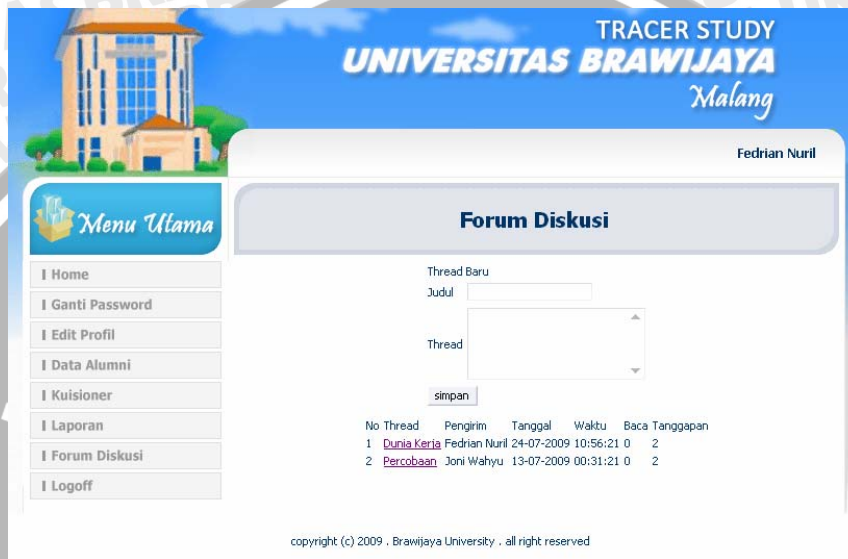 TRACER STUDY
UNIVERSITAS BRAWIJAYA
Malang
Fedrian Nuril
Menu Utama
Home
Ganti Password
Edit Profil
Data Alumni
Kuisioner
Laporan
Forum Diskusi
Logoff
Forum Diskusi
Thread Baru
Judul
Thread
simpan
No Thread Pengirim Tanggal Waktu Baca Tanggapan
1 Dunia Kerja Fedrian Nuril 24-07-2009 10:56:21 0 2
2 Percobaan Joni Wahyu 13-07-2009 00:31:21 0 2
copyright (c) 2009 . Brawijaya University . all right reserved